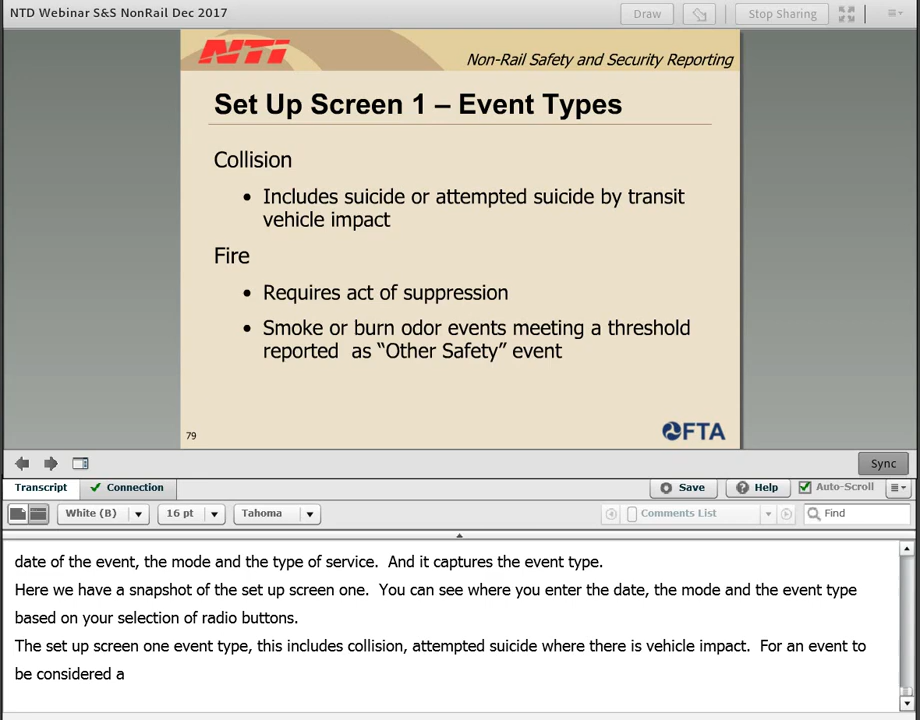 NTD Webinar S&S NonRail Dec 2017
Draw
Stop Sharing
NTI
Non-Rail Safety and Security Reporting
Set Up Screen 1 – Event Types
Collision
• Includes suicide or attempted suicide by transit
vehicle impact
Fire
• Requires act of suppression
• Smoke or burn odor events meeting a threshold
reported as “Other Safety” event
79
FTA
Sync
Transcript
Connection
Save
Help
Auto-Scroll
White (B)
16 pt
Tahoma
Comments List
Find
date of the event, the mode and the type of service. And it captures the event type.
Here we have a snapshot of the set up screen one. You can see where you enter the date, the mode and the event type
based on your selection of radio buttons.
The set up screen one event type, this includes collision, attempted suicide where there is vehicle impact. For an event to
be considered a